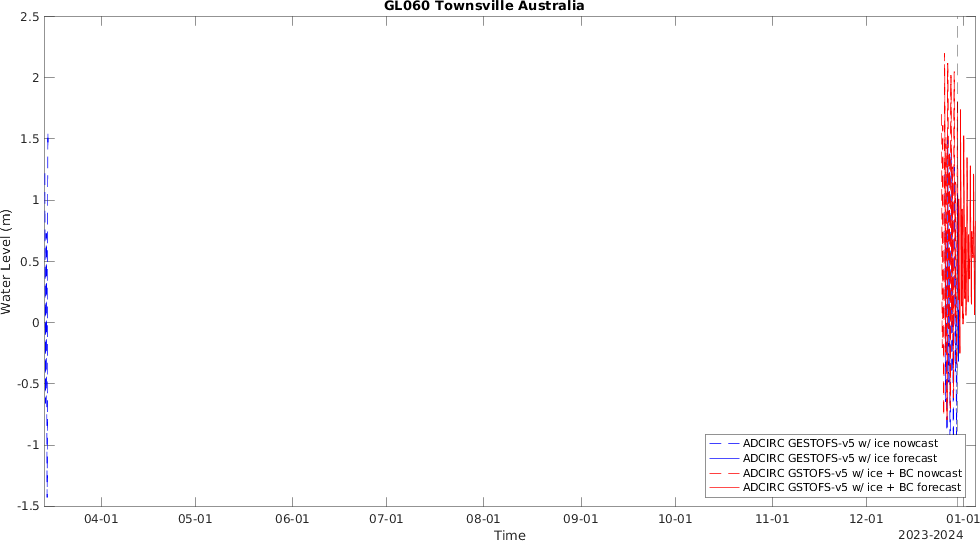 GL060 Townsville Australia
Water Level (m)
2.5
2
1.5
1
0.5
0
-0.5
-1
-1.5
ADCIRC GESTOFS-v5 w/ ice nowcast
ADCIRC GESTOFS-v5 w/ ice forecast
ADCIRC GSTOFS-v5 w/ ice + BC nowcast
ADCIRC GSTOFS-v5 w/ ice + BC forecast
04-01 05-01 06-01 07-01 08-01 09-01 10-01 11-01 12-01 01-01
Time
2023-2024